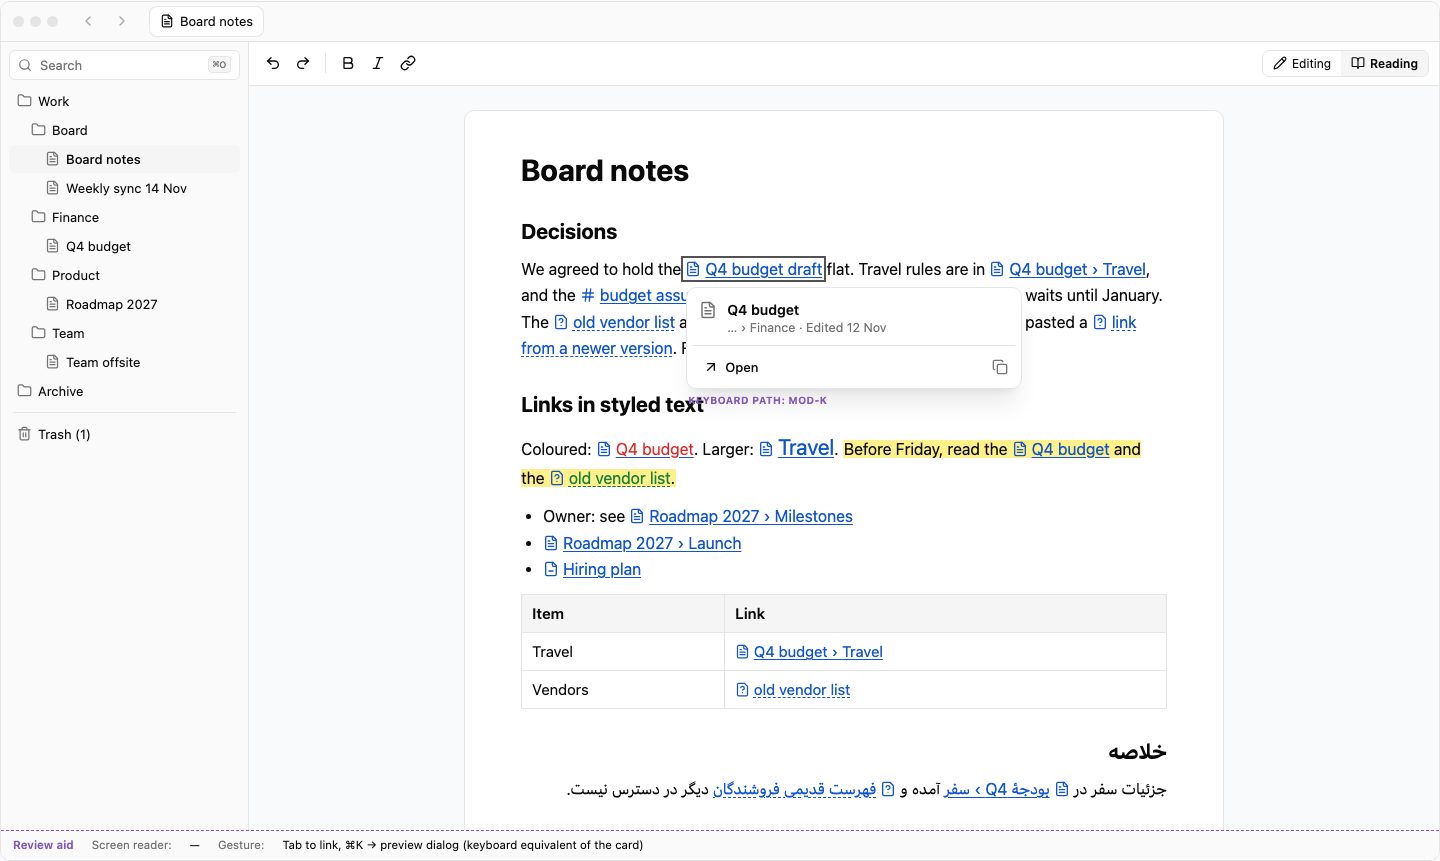 Board notes
Search ⌘O
Editing Reading
Work
Board
Board notes
Weekly sync 14 Nov
Finance
Q4 budget
Product
Roadmap 2027
Team
Team offsite
Archive
Trash (1)
Board notes
Decisions
We agreed to hold the Q4 budget draft flat. Travel rules are in Q4 budget › Travel,
and the # budget assu waits until January.
The old vendor list a pasted a link
from a newer version. F
Q4 budget
... › Finance · Edited 12 Nov
Open
KEYBOARD PATH: MOD-K
Links in styled text
Coloured: Q4 budget. Larger: Travel. Before Friday, read the Q4 budget and
the old vendor list.
• Owner: see Roadmap 2027 › Milestones
• Roadmap 2027 › Launch
• Hiring plan
Item Link
Travel Q4 budget › Travel
Vendors old vendor list
خلاصه
جزئیات سفر در بودجهٔ Q4 › سفر آمده و فهرست قدیمی فروشندگان دیگر در دسترس نیست.
Review aid Screen reader: — Gesture: Tab to link, ⌘K → preview dialog (keyboard equivalent of the card)